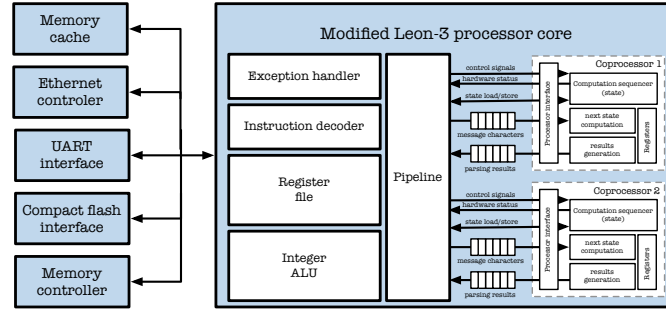 Memory
cache
Ethernet
controler
UART
interface
Compact flash
interface
Memory
controller
Modified Leon-3 processor core
Exception handler
Instruction decoder
Register
file
Integer
ALU
Pipeline
control signals
hardware status
state load/store
message characters
parsing results
Coprocessor 1
Processor interface
Computation sequencer
(state)
next state
computation
results
generation
Registers
control signals
hardware status
state load/store
message characters
parsing results
Coprocessor 2
Processor interface
Computation sequencer
(state)
next state
computation
results
generation
Registers